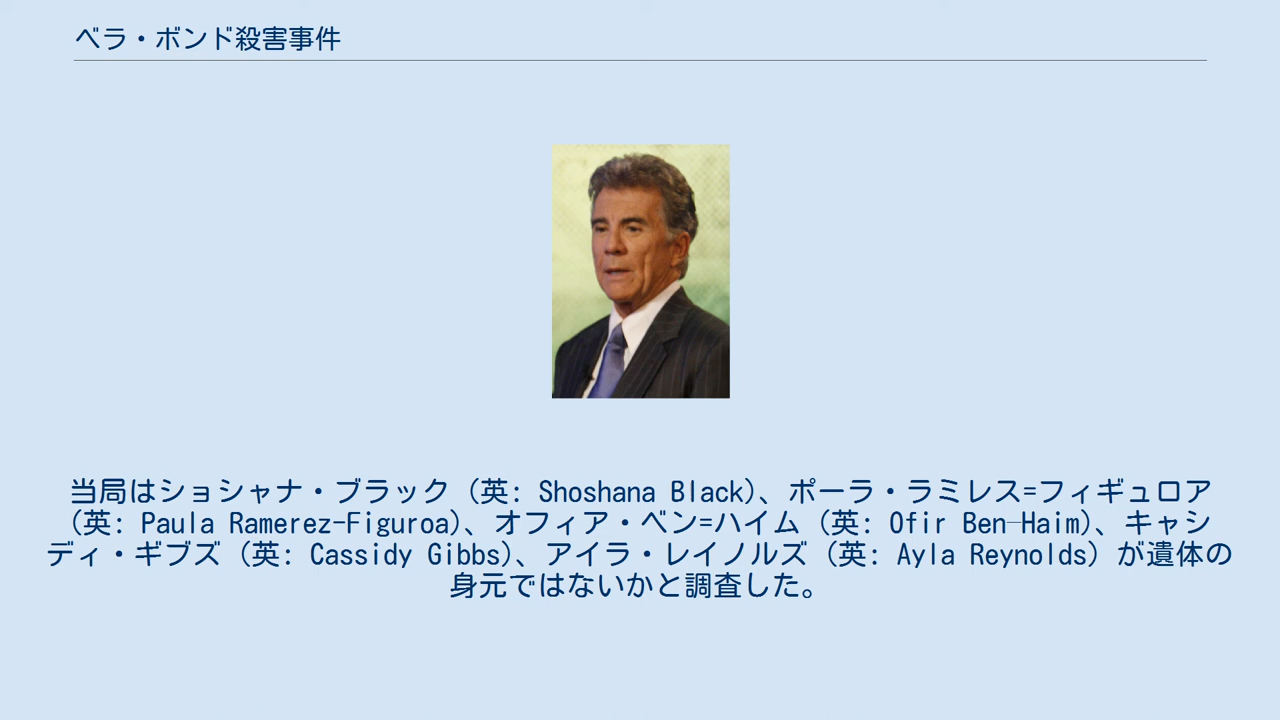 ベラ・ボンド殺害事件
当局はショシャナ・ブラック（英: Shoshana Black）、ポーラ・ラミレス=フィギュロア
（英: Paula Ramerez-Figuroa）、オフィア・ベン=ハイム（英: Ofir Ben–Haim）、キャシ
ディ・ギブズ（英: Cassidy Gibbs）、アイラ・レイノルズ（英: Ayla Reynolds）が遺体の
身元ではないかと調査した。